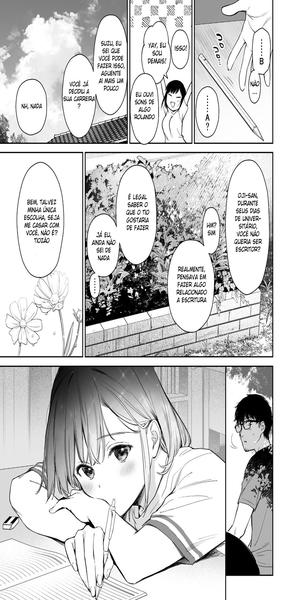 ......
B
NÃO
......
A?
ISSO!
YAY, EU
SOU
DEMAIS!
EU OUVI
SONS DE
ALGO
ROLANDO
SUZU, EU
SEI QUE
VOCÊ PODE
FAZER ISSO,
AGUENTE
AÍ MAIS UM
POUCO
VOCÊ JÁ
DECIDIU A
SUA CARREIRA
?
NH, NADA
OJI-SAN,
DURANTE
SEUS DIAS
DE UNIVER-
SITÁRIO,
VOCÊ NÃO
QUERIA SER
ESCRITOR?
HM?
SIM
REALMENTE,
PENSAVA EM
FAZER ALGO
RELACIONADO
A ESCRITURA
É LEGAL
SABER O
QUE O TIO
GOSTARIA
DE FAZER
JÁ EU,
AINDA NÃO
SEI DE
NADA
......
BEM, TALVEZ
MINHA ÚNICA
ESCOLHA, SEJA
ME CASAR COM
VOCÊ, NÃO É?
TIOZÃO